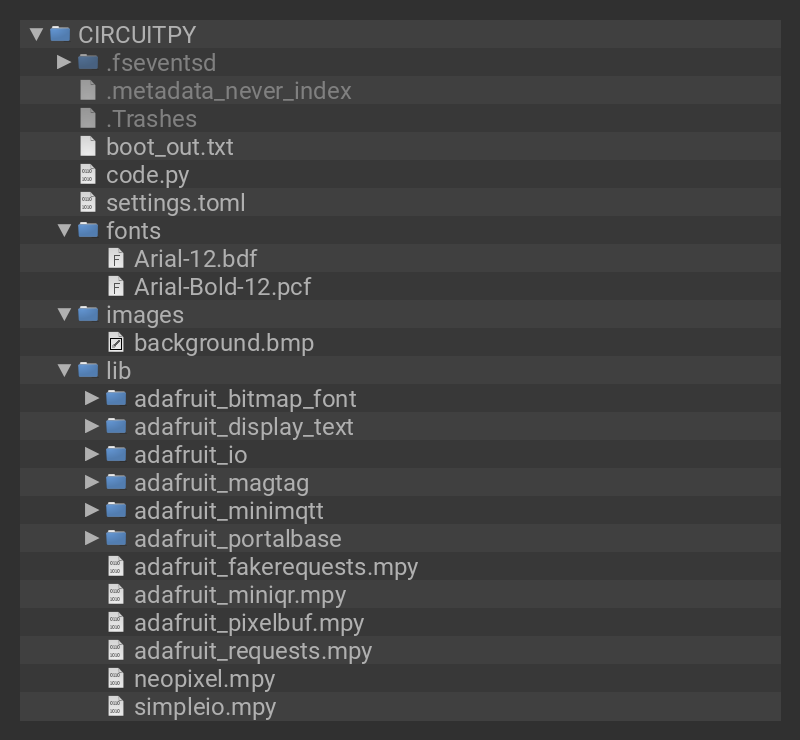 CIRCUITPY
.fseventsd
.metadata_never_index
.Trashes
boot_out.txt
code.py
settings.toml
fonts
Arial-12.bdf
Arial-Bold-12.pcf
images
background.bmp
lib
adafruit_bitmap_font
adafruit_display_text
adafruit_io
adafruit_magtag
adafruit_minimqtt
adafruit_portalbase
adafruit_fakerequests.mpy
adafruit_miniqr.mpy
adafruit_pixelbuf.mpy
adafruit_requests.mpy
neopixel.mpy
simpleio.mpy